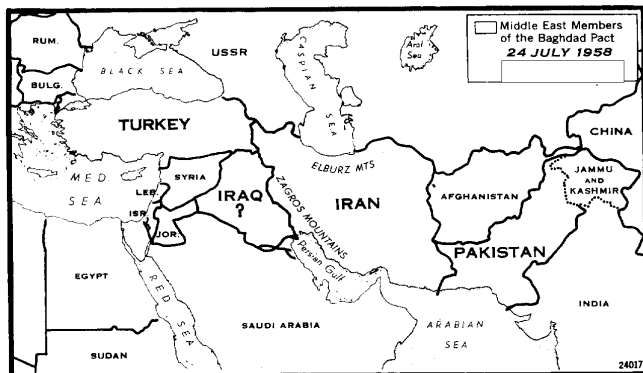 Middle East Members
of the Baghdad Pact
24 JULY 1958
RUM.
USSR
CASPIAN
SEA
Aral
Sea
BLACK SEA
BULG.
TURKEY
CHINA
ELBURZ MTS
MED.
SEA
SYRIA
LEB.
IRAQ
?
ZAGROS MOUNTAINS
IRAN
AFGHANISTAN
JAMMU
AND
KASHMIR
ISR.
JOR.
Persian Gulf
PAKISTAN
EGYPT
RED SEA
SAUDI ARABIA
ARABIAN
SEA
INDIA
SUDAN
24017